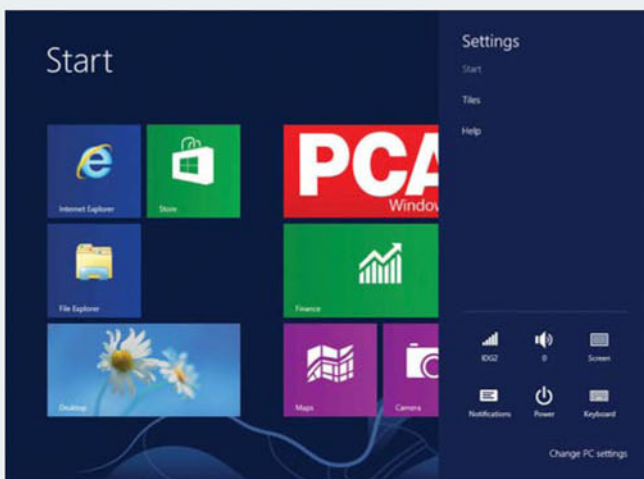 Start
Internet Explorer
Store
PCA
Window
File Explorer
Finance
Desktop
Maps
Camera
Settings
Start
Tiles
Help
IDG2
0
Screen
Notifications
Power
Keyboard
Change PC settings